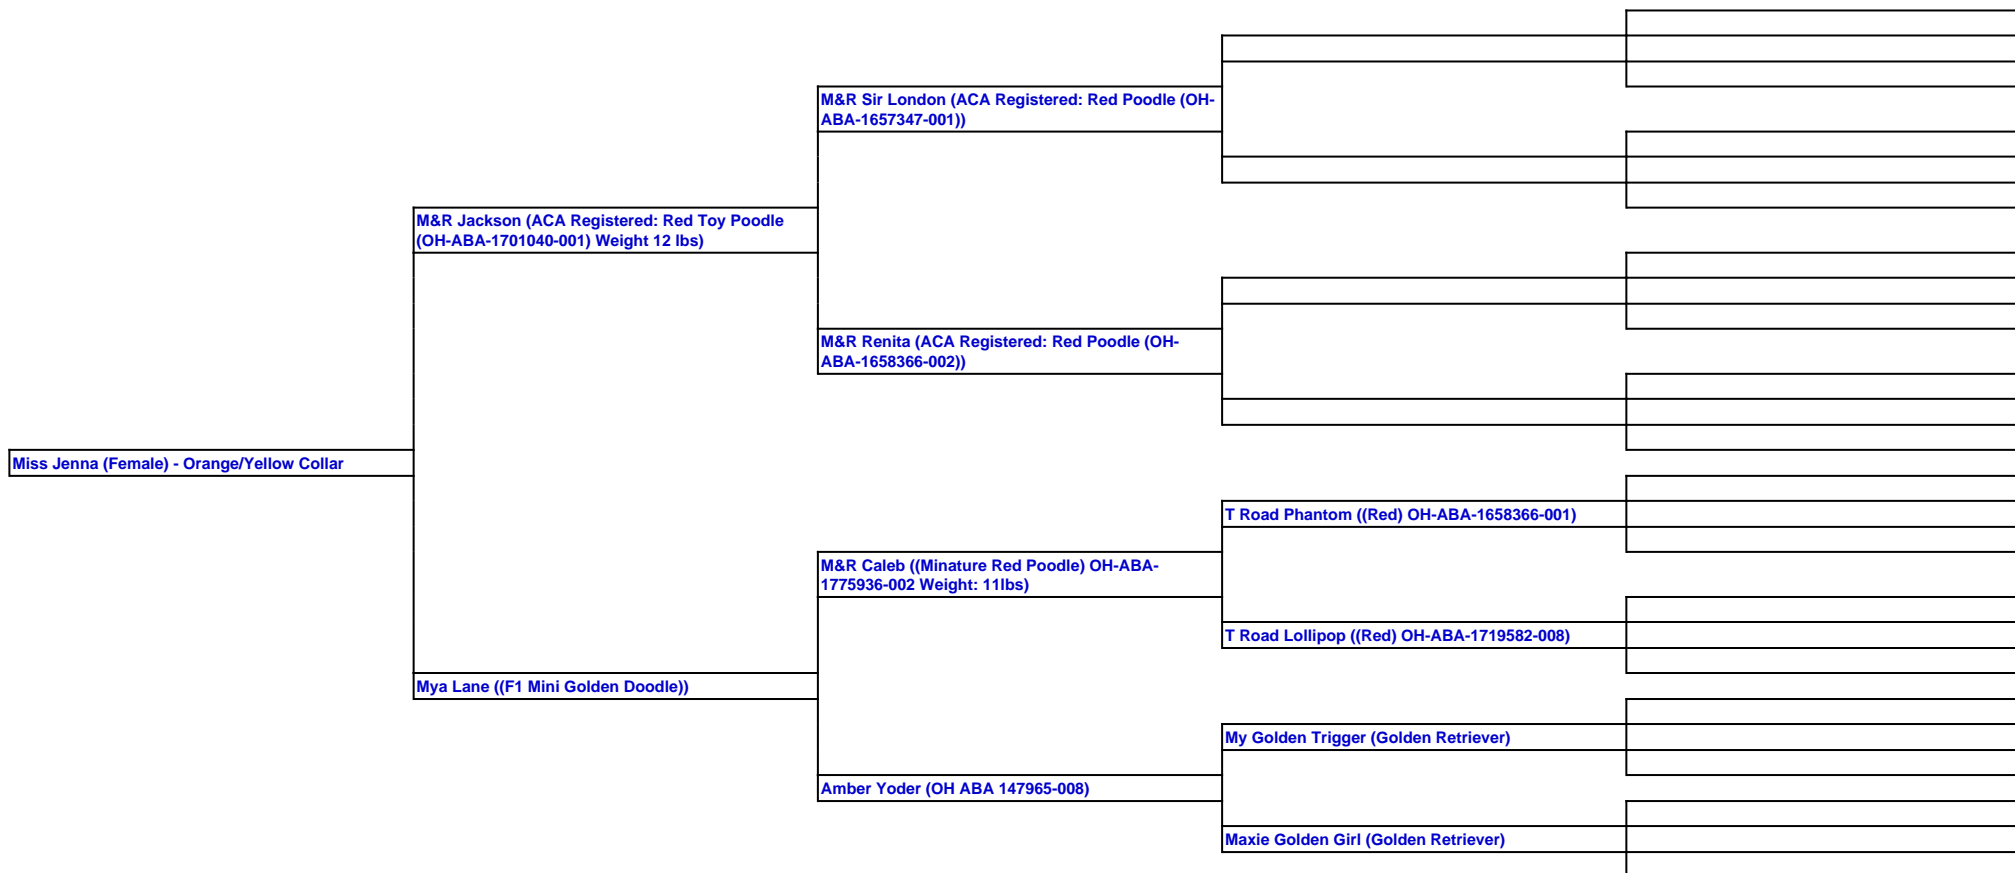 M&R Sir London (ACA Registered: Red Poodle (OH-
ABA-1657347-001))
M&R Jackson (ACA Registered: Red Toy Poodle
(OH-ABA-1701040-001) Weight 12 lbs)
M&R Renita (ACA Registered: Red Poodle (OH-
ABA-1658366-002))
Miss Jenna (Female) - Orange/Yellow Collar
T Road Phantom ((Red) OH-ABA-1658366-001)
M&R Caleb ((Minature Red Poodle) OH-ABA-
1775936-002 Weight: 11lbs)
T Road Lollipop ((Red) OH-ABA-1719582-008)
Mya Lane ((F1 Mini Golden Doodle))
My Golden Trigger (Golden Retriever)
Amber Yoder (OH ABA 147965-008)
Maxie Golden Girl (Golden Retriever)